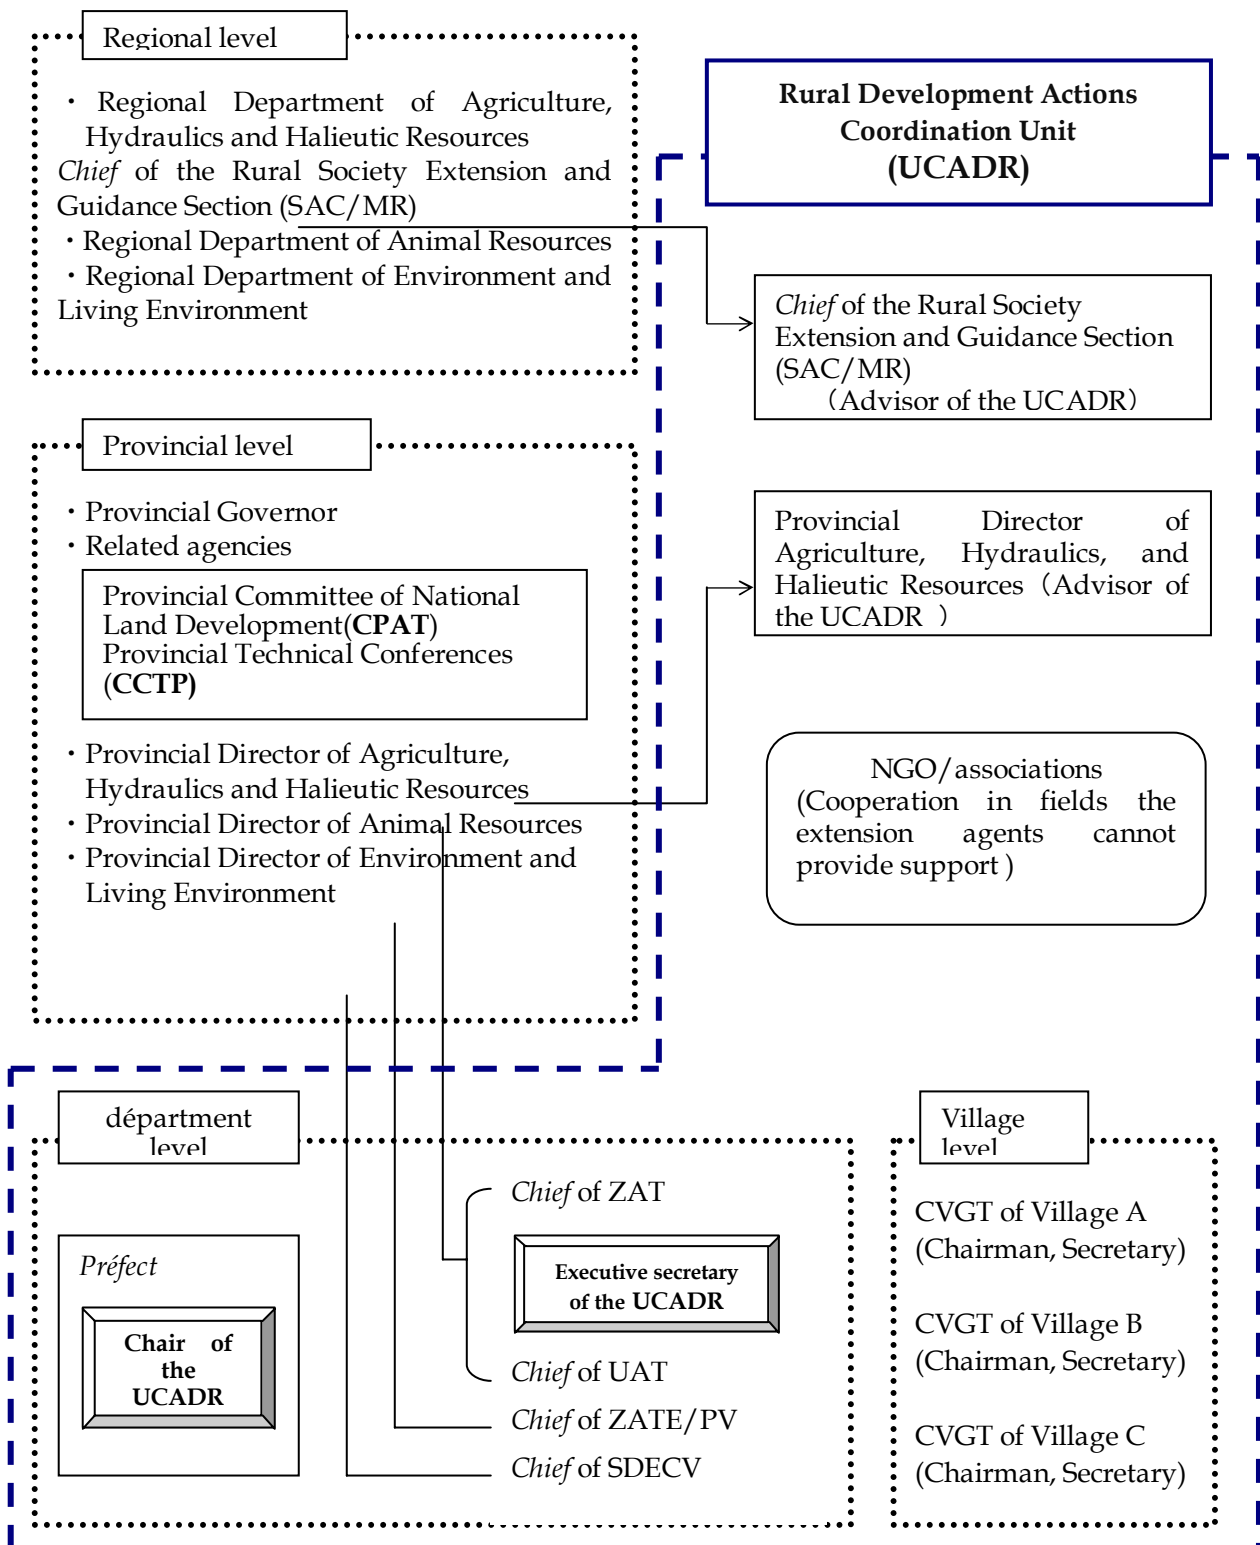 Regional level
・ Regional Department of Agriculture,
Hydraulics and Halieutic Resources
Chief of the Rural Society Extension and
Guidance Section (SAC/MR)
・Regional Department of Animal Resources
・Regional Department of Environment and
Living Environment
Rural Development Actions
Coordination Unit
(UCADR)
Chief of the Rural Society
Extension and Guidance Section
(SAC/MR)
（Advisor of the UCADR）
Provincial level
・Provincial Governor
・Related agencies
Provincial Committee of National
Land Development(CPAT)
Provincial Technical Conferences
(CCTP)
・Provincial Director of Agriculture,
Hydraulics and Halieutic Resources
・Provincial Director of Animal Resources
・Provincial Director of Environment and
Living Environment
Provincial Director of
Agriculture, Hydraulics, and
Halieutic Resources（Advisor of
the UCADR ）
NGO/associations
(Cooperation in fields the
extension agents cannot
provide support )
département
level
Préfect
Chair of
the
UCADR
Chief of ZAT
Executive secretary
of the UCADR
Chief of UAT
Chief of ZATE/PV
Chief of SDECV
Village
level
CVGT of Village A
(Chairman, Secretary)
CVGT of Village B
(Chairman, Secretary)
CVGT of Village C
(Chairman, Secretary)